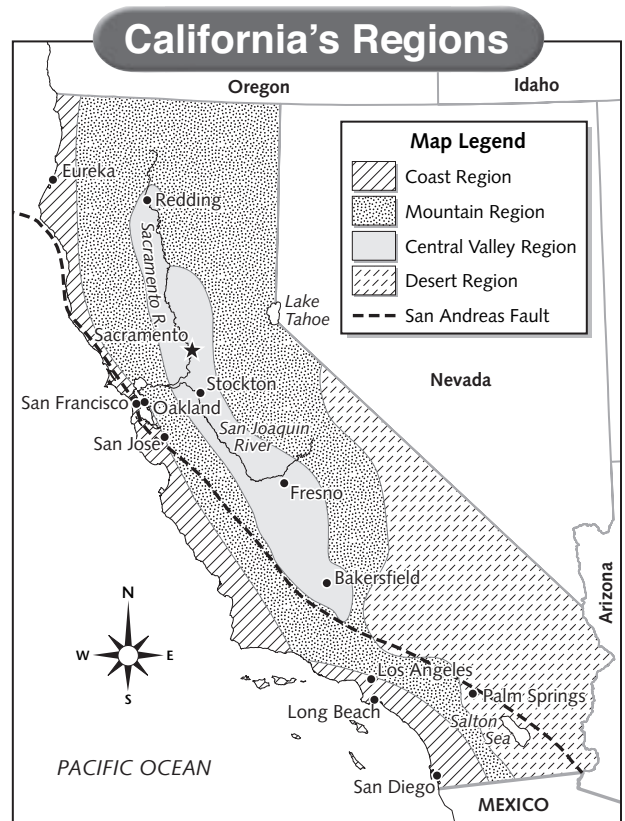 California's Regions
Oregon
Idaho
Map Legend
Coast Region
Mountain Region
Central Valley Region
Desert Region
San Andreas Fault
Eureka
Redding
Sacramento R.
Lake
Tahoe
Sacramento
Nevada
Stockton
San Francisco
Oakland
San Joaquin
River
San José
Fresno
Bakersfield
Arizona
N
W
E
S
Los Angeles
Palm Springs
Long Beach
Salton
Sea
PACIFIC OCEAN
San Diego
MEXICO